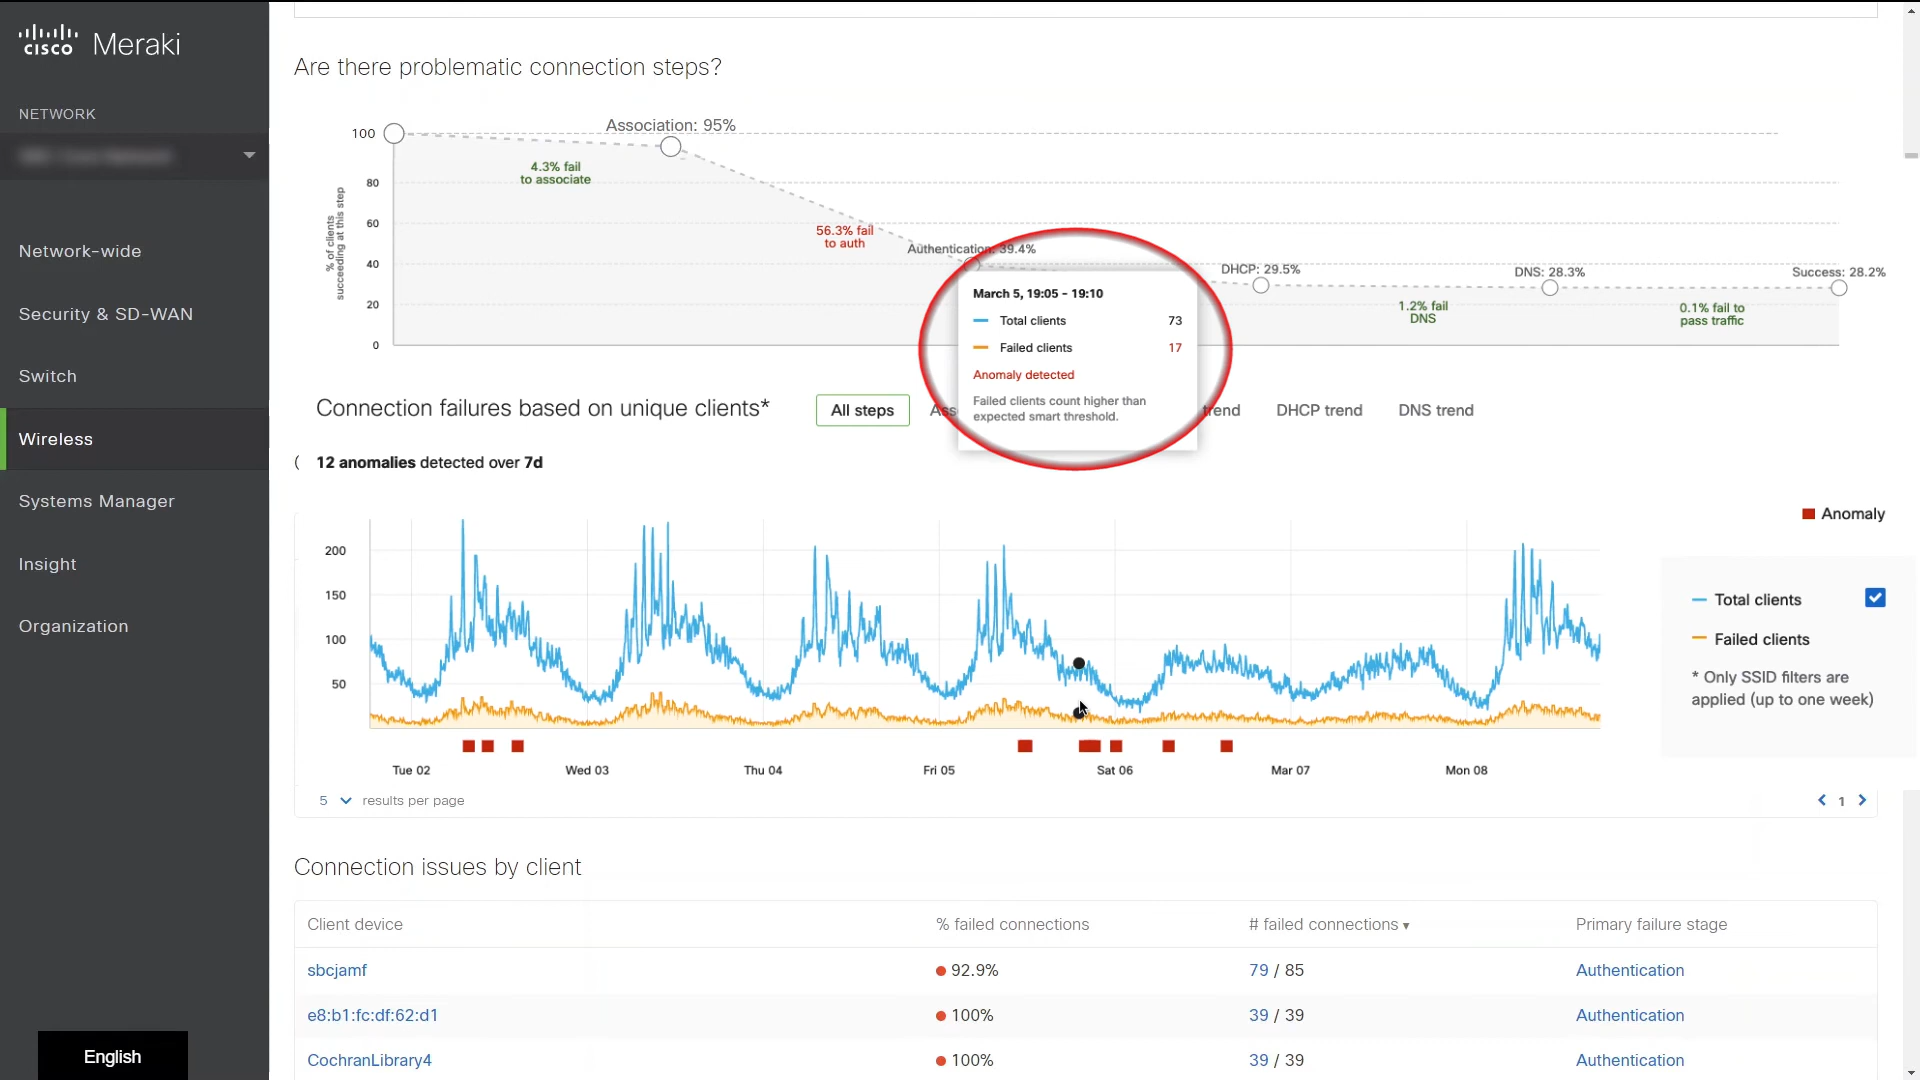 cisco Meraki
NETWORK
Network-wide
Security & SD-WAN
Switch
Wireless
Systems Manager
Insight
Organization
English
Are there problematic connection steps?
% of clients
succeeding at this step
100
80
60
40
20
0
Association: 95%
4.3% fail
to associate
56.3% fail
to auth
Authentication: 39.4%
DHCP: 29.5%
DNS: 28.3%
Success: 28.2%
1.2% fail
DNS
0.1% fail to
pass traffic
March 5, 19:05 - 19:10
Total clients 73
Failed clients 17
Anomaly detected
Failed clients count higher than
expected smart threshold.
Connection failures based on unique clients*
All steps Ass trend DHCP trend DNS trend
( 12 anomalies detected over 7d
Anomaly
200
150
100
50
Total clients
Failed clients
* Only SSID filters are
applied (up to one week)
Tue 02 Wed 03 Thu 04 Fri 05 Sat 06 Mar 07 Mon 08
5 results per page
1
Connection issues by client
Client device % failed connections # failed connections Primary failure stage
sbcjamf 92.9% 79 / 85 Authentication
e8:b1:fc:df:62:d1 100% 39 / 39 Authentication
CochranLibrary4 100% 39 / 39 Authentication